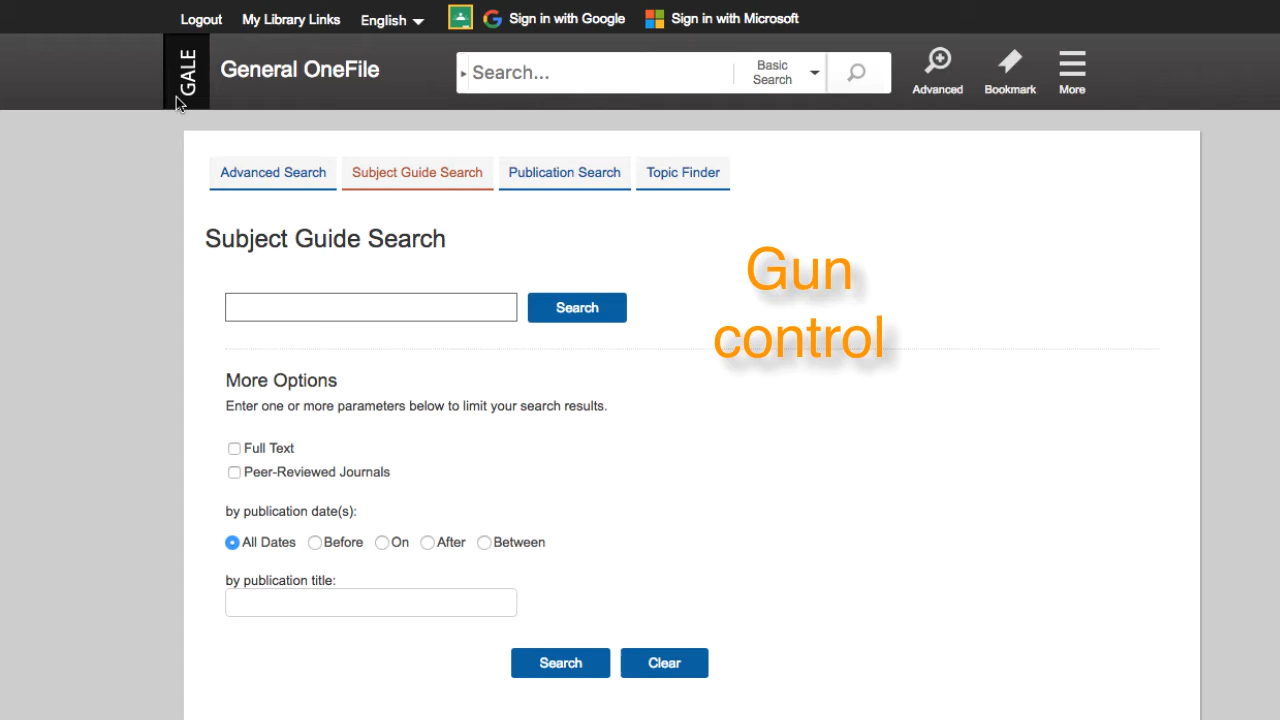 Logout My Library Links English Sign in with Google Sign in with Microsoft
GALE
General OneFile
Search...
Basic
Search
Advanced Bookmark More
Advanced Search Subject Guide Search Publication Search Topic Finder
Subject Guide Search
Search
Gun
control
More Options
Enter one or more parameters below to limit your search results.
Full Text
Peer-Reviewed Journals
by publication date(s):
All Dates Before On After Between
by publication title:
Search Clear